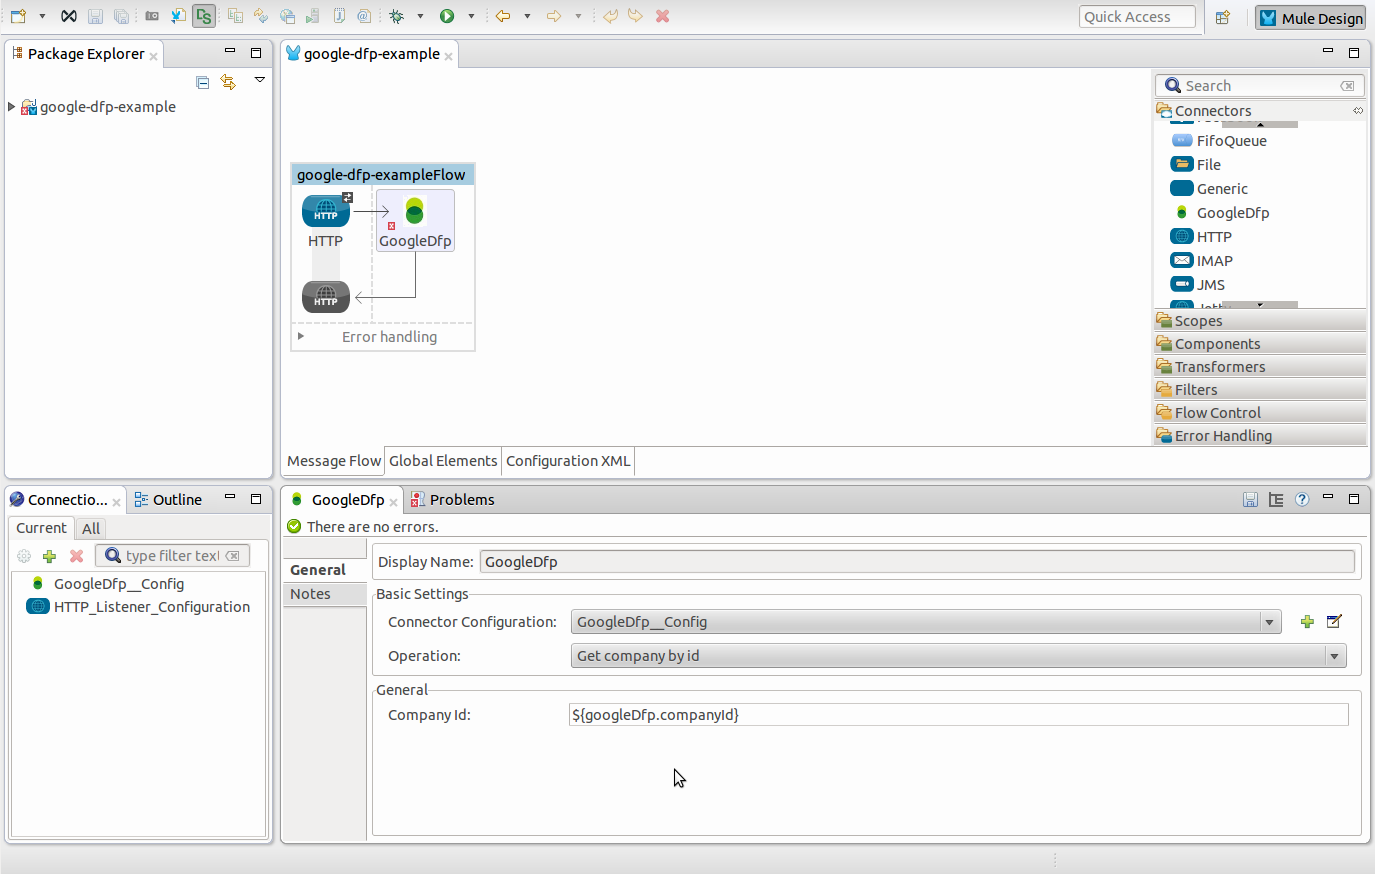 Quick Access
Mule Design
Package Explorer
google-dfp-example
google-dfp-example
google-dfp-exampleFlow
HTTP
HTTP
GoogleDfp
HTTP
Error handling
Search
Connectors
FifoQueue
File
Generic
GoogleDfp
HTTP
IMAP
JMS
Scopes
Components
Transformers
Filters
Flow Control
Error Handling
Message Flow
Global Elements
Configuration XML
Connectio...
Outline
Current
All
type filter text
GoogleDfp__Config
HTTP_Listener_Configuration
GoogleDfp
Problems
There are no errors.
General
Notes
Display Name: GoogleDfp
Basic Settings
Connector Configuration: GoogleDfp__Config
Operation: Get company by id
General
Company Id: ${googleDfp.companyId}